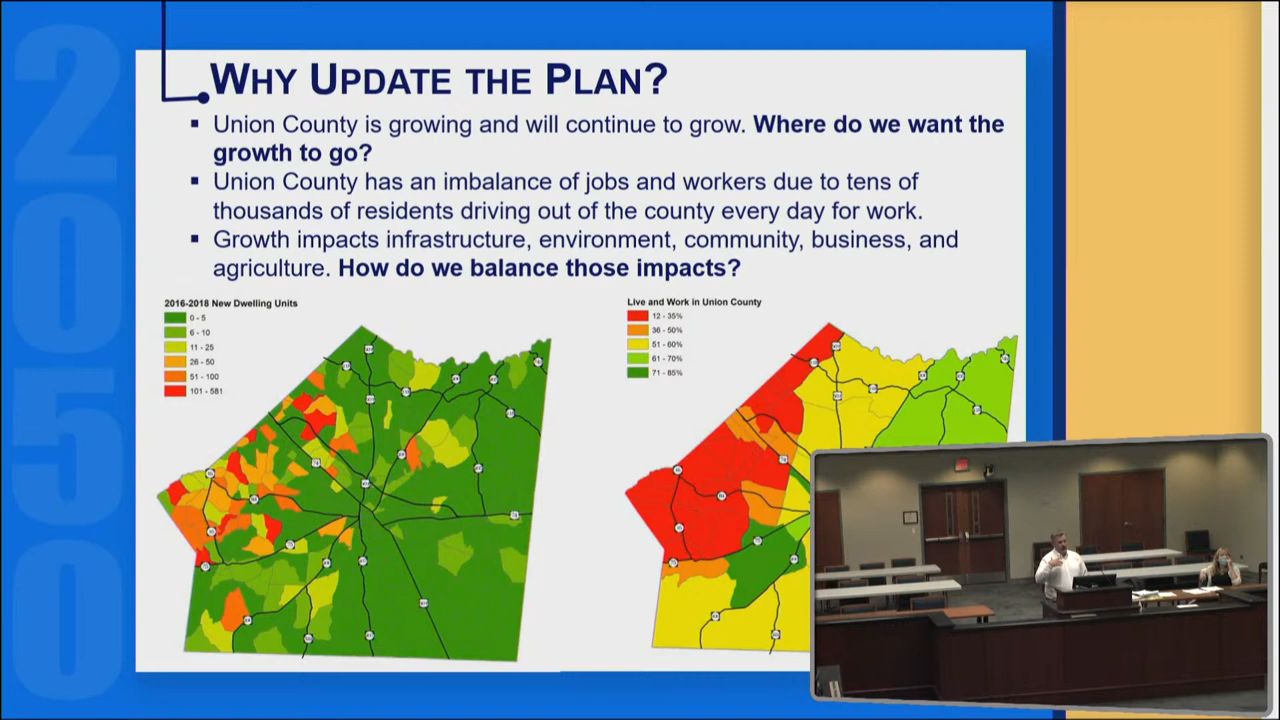 2050
WHY UPDATE THE PLAN?
▪ Union County is growing and will continue to grow. Where do we want the
growth to go?
▪ Union County has an imbalance of jobs and workers due to tens of
thousands of residents driving out of the county every day for work.
▪ Growth impacts infrastructure, environment, community, business, and
agriculture. How do we balance those impacts?
2016-2018 New Dwelling Units
0 - 5
6 - 10
11 - 25
26 - 50
51 - 100
101 - 581
Live and Work in Union County
12 - 35%
36 - 50%
51 - 60%
61 - 70%
71 - 85%